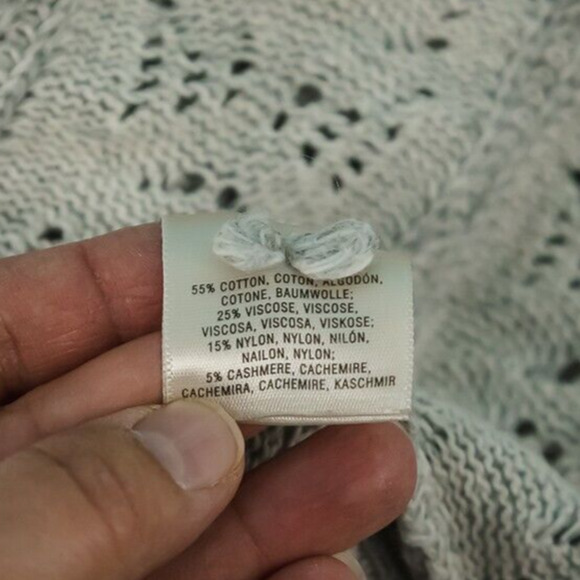 55% COTTON, COTON, ALGODÓN,
COTONE, BAUMWOLLE;
25% VISCOSE, VISCOSE,
VISCOSA, VISCOSA, VISKOSE;
15% NYLON, NYLON, NILÓN,
NAILON, NYLON;
5% CASHMERE, CACHEMIRE,
CACHEMIRA, CACHEMIRE, KASCHMIR